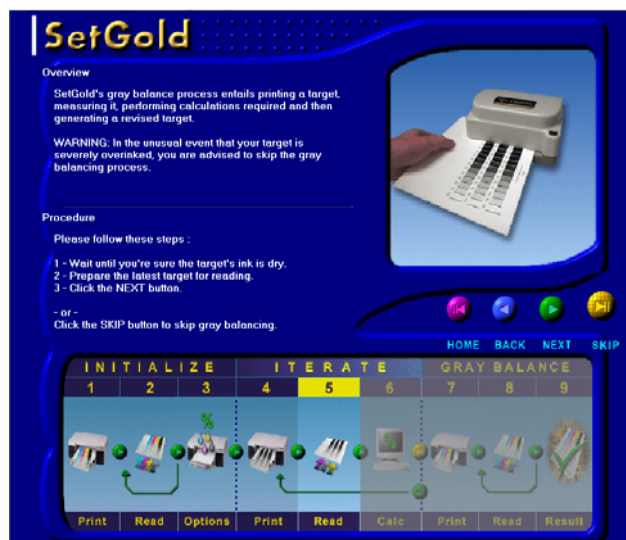 SetGold
Overview
SetGold's gray balance process entails printing a target,
measuring it, performing calculations required and then
generating a revised target.
WARNING: In the unusual event that your target is
severely overinked, you are advised to skip the gray
balancing process.
Procedure
Please follow these steps :
1 - Wait until you're sure the target's ink is dry.
2 - Prepare the latest target for reading.
3 - Click the NEXT button.
- or -
Click the SKIP button to skip gray balancing.
HOME BACK NEXT SKIP
INITIALIZE ITERATE GRAY BALANCE
1 2 3 4 5 6 7 8 9
%
Print Read Options Print Read Calc Print Read Result